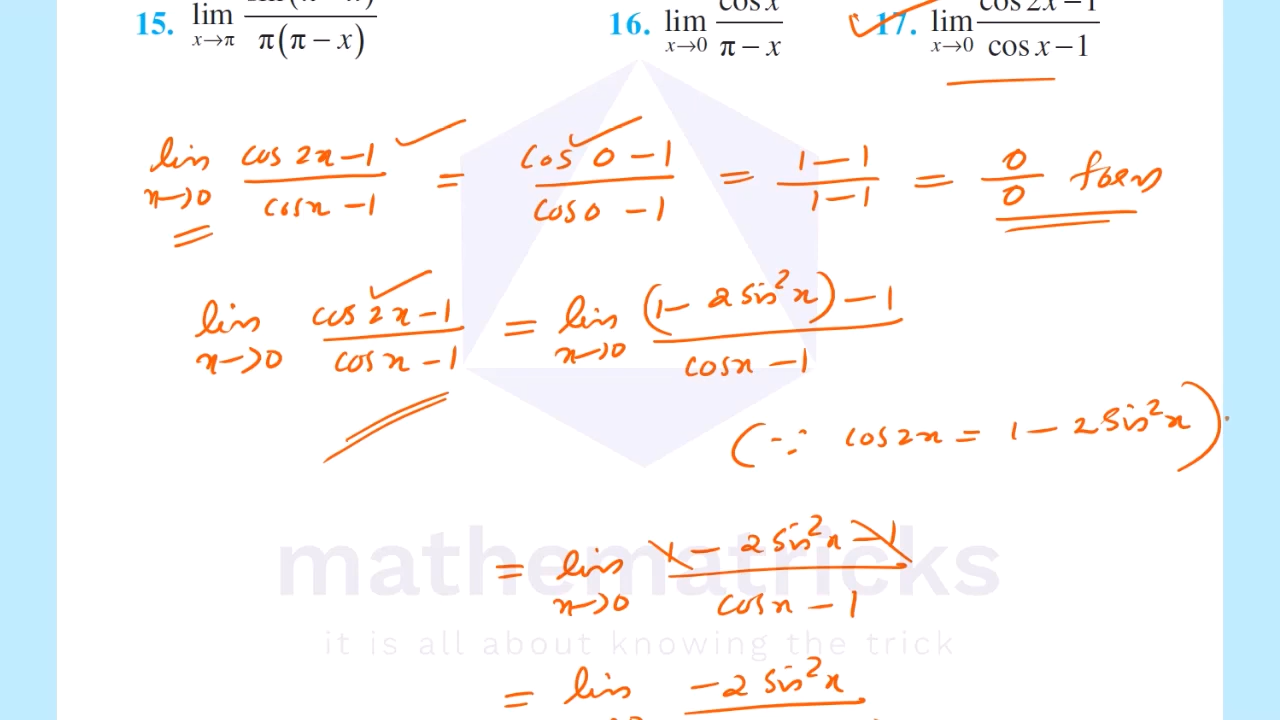 15. lim x→π sin(π − x) / π(π − x)
16. lim x→0 cos x / π − x
17. lim x→0 cos 2x − 1 / cos x − 1
lim x→0 cos 2x − 1 / cos x − 1 = cos 0 − 1 / cos 0 − 1 = 1 − 1 / 1 − 1 = 0/0 form
lim x→0 cos 2x − 1 / cos x − 1 = lim x→0 (1 − 2 sin²x) − 1 / cos x − 1
(∵ cos 2x = 1 − 2 sin²x)
= lim x→0 1 − 2 sin²x − 1 / cos x − 1
mathematricks
it is all about knowing the trick
= lim −2 sin²x